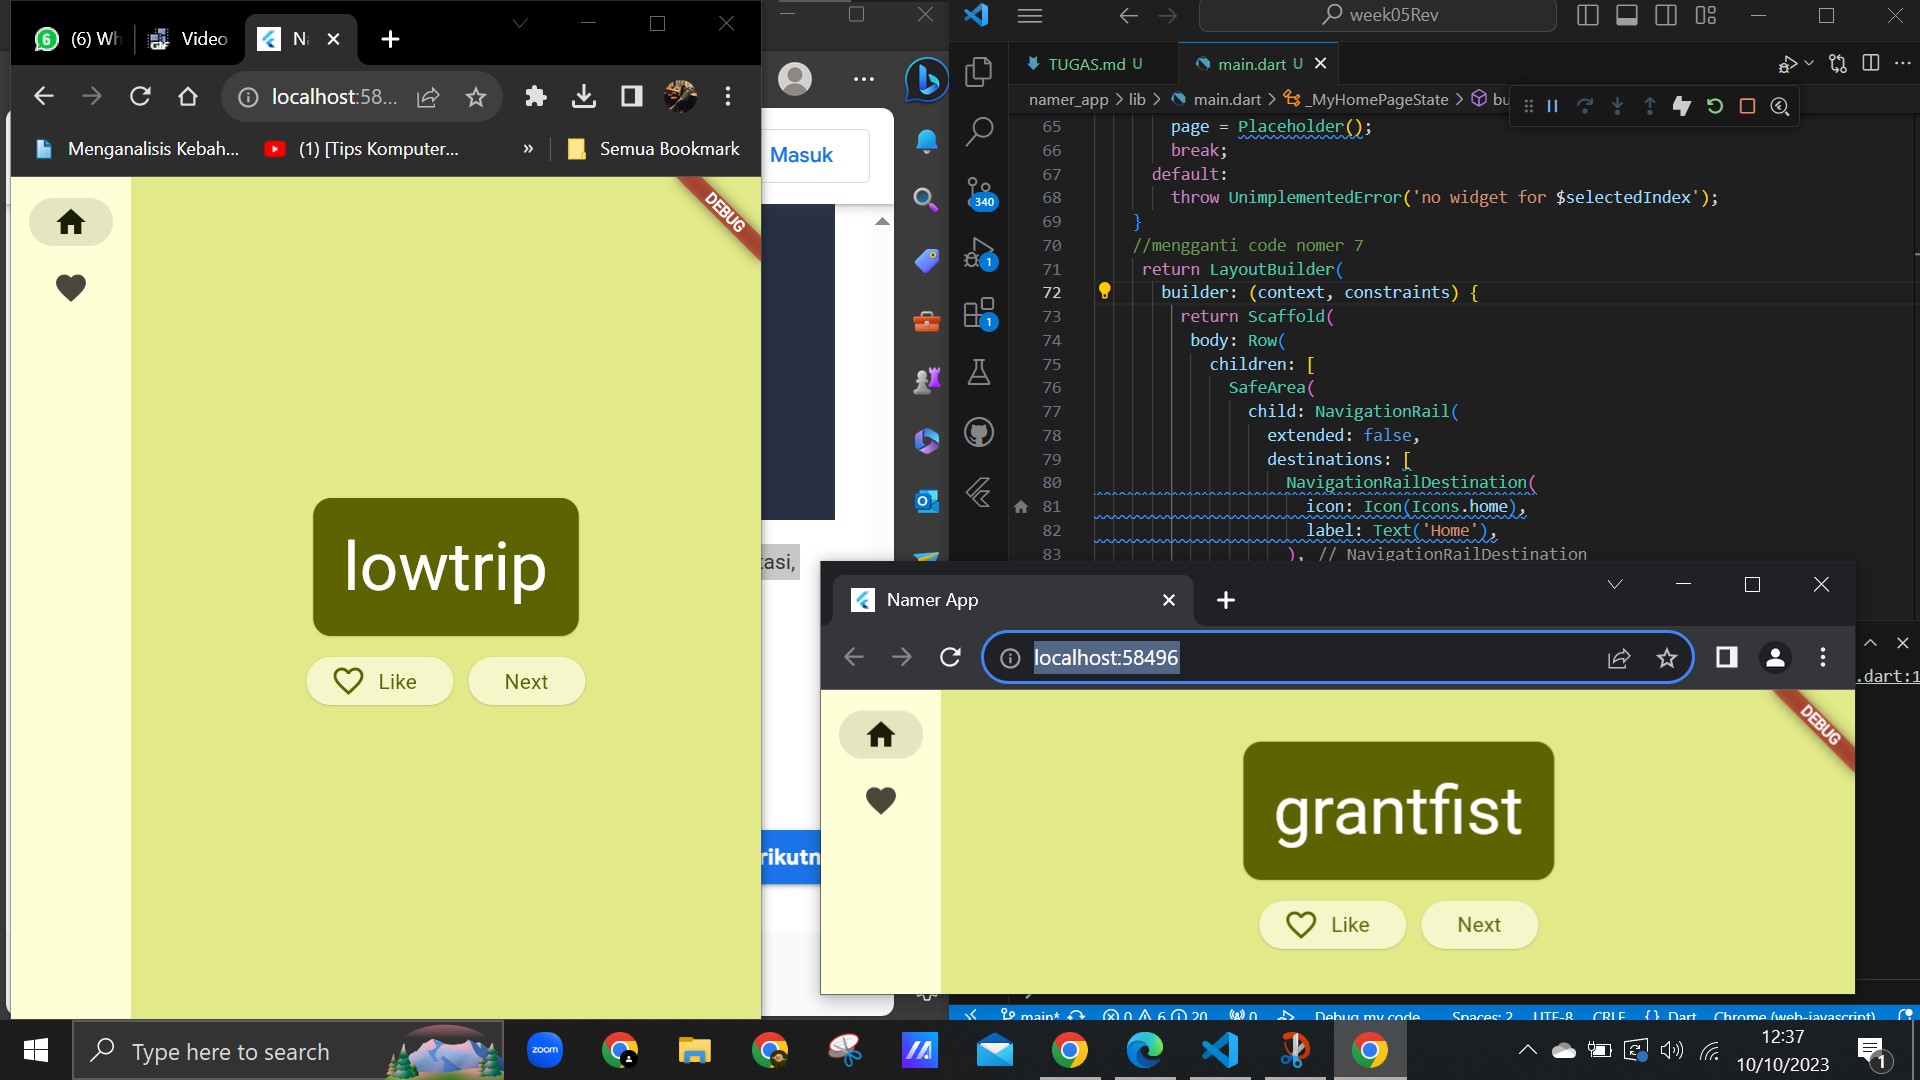 (6) Wh
Video
N
localhost:58...
Menganalisis Kebah...
(1) [Tips Komputer...
»
Semua Bookmark
DEBUG
lowtrip
Like
Next
Masuk
tasi,
rikutn
week05Rev
TUGAS.md U
main.dart U
namer_app > lib > main.dart > _MyHomePageState > bu
340
1
1
65 page = Placeholder();
66 break;
67 default:
68 throw UnimplementedError('no widget for $selectedIndex');
69 }
70 //mengganti code nomer 7
71 return LayoutBuilder(
72 builder: (context, constraints) {
73 return Scaffold(
74 body: Row(
75 children: [
76 SafeArea(
77 child: NavigationRail(
78 extended: false,
79 destinations: [
80 NavigationRailDestination(
81 icon: Icon(Icons.home),
82 label: Text('Home'),
83 ), // NavigationRailDestination
.dart:1
Namer App
localhost:58496
DEBUG
grantfist
Like
Next
main* 0 6 20 0 Debug my code Spaces: 2 UTF-8 CRLF {} Dart Chrome (web-javascript)
Type here to search
zoom
12:37
10/10/2023
1